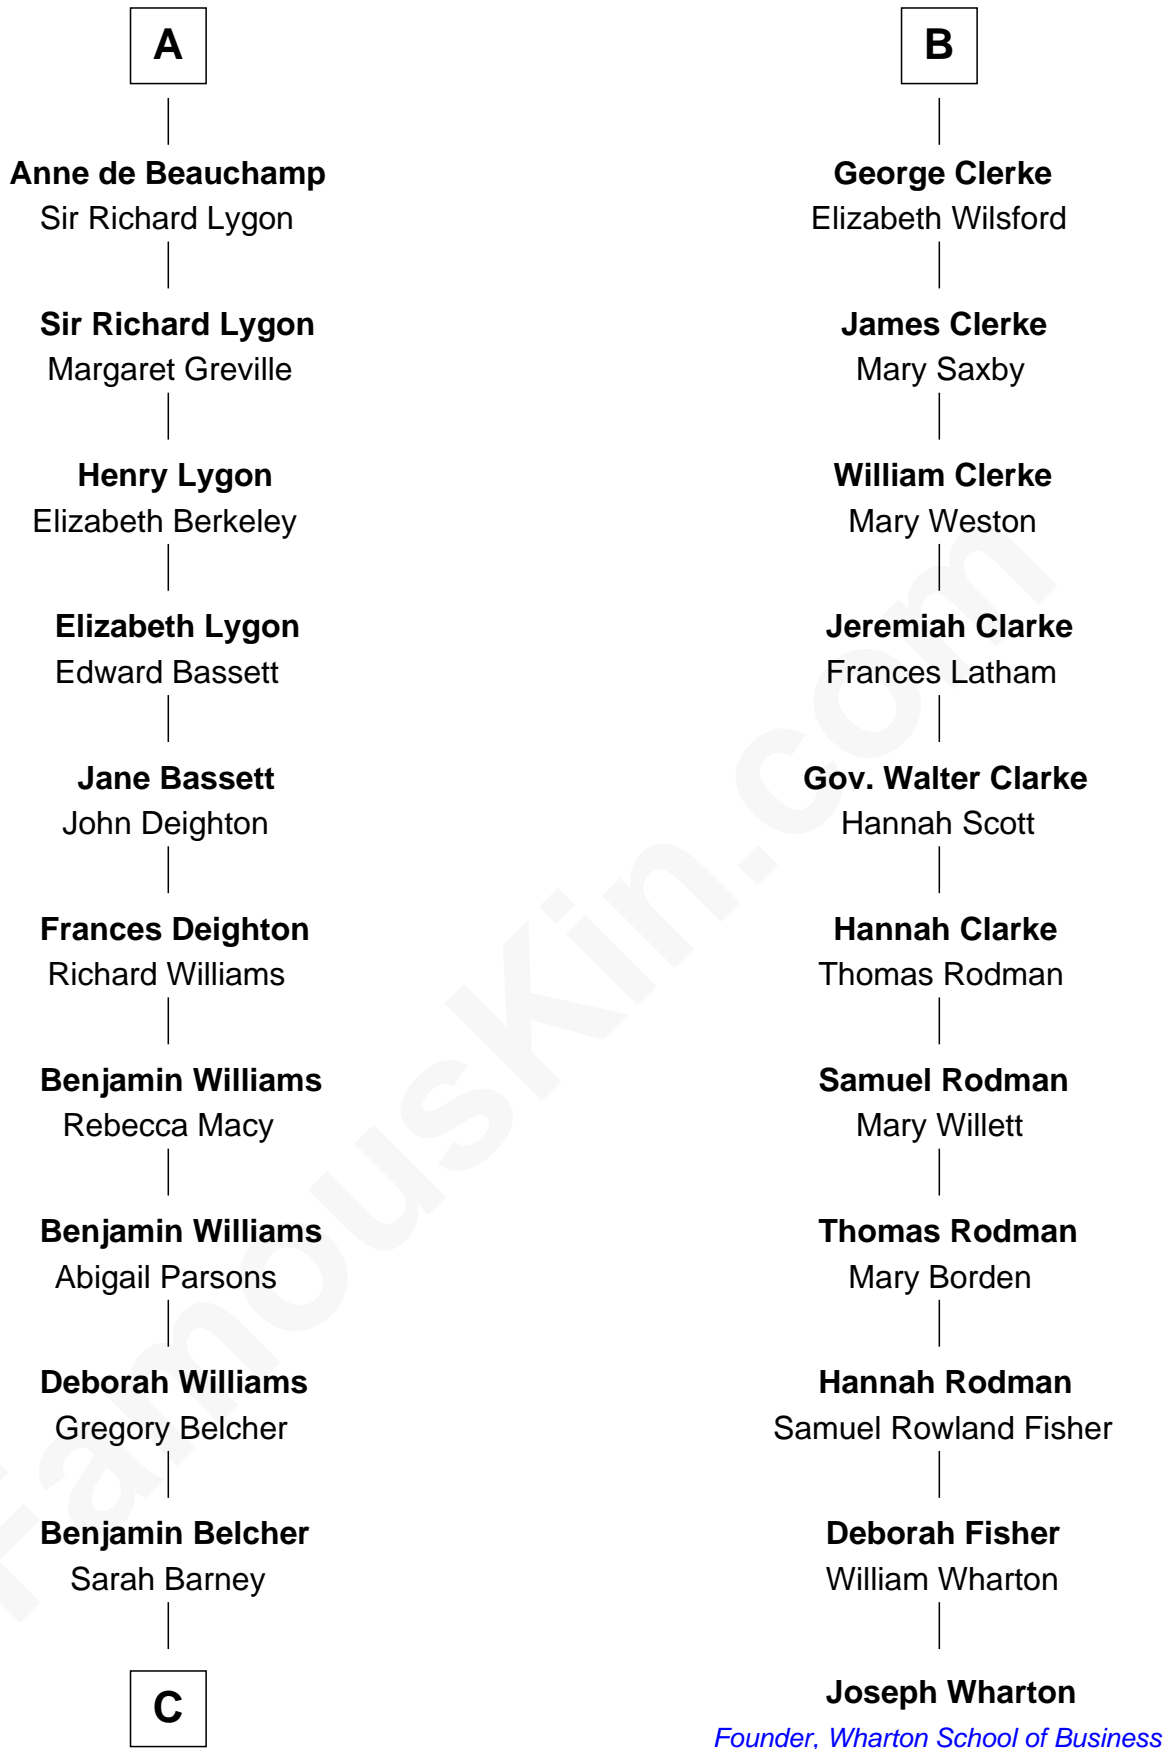 A
Anne de Beauchamp
Sir Richard Lygon
Sir Richard Lygon
Margaret Greville
Henry Lygon
Elizabeth Berkeley
Elizabeth Lygon
Edward Bassett
Jane Bassett
John Deighton
Frances Deighton
Richard Williams
Benjamin Williams
Rebecca Macy
Benjamin Williams
Abigail Parsons
Deborah Williams
Gregory Belcher
Benjamin Belcher
Sarah Barney
C
B
George Clerke
Elizabeth Wilsford
James Clerke
Mary Saxby
William Clerke
Mary Weston
Jeremiah Clarke
Frances Latham
Gov. Walter Clarke
Hannah Scott
Hannah Clarke
Thomas Rodman
Samuel Rodman
Mary Willett
Thomas Rodman
Mary Borden
Hannah Rodman
Samuel Rowland Fisher
Deborah Fisher
William Wharton
Joseph Wharton
Founder, Wharton School of Business
FamousKin.com